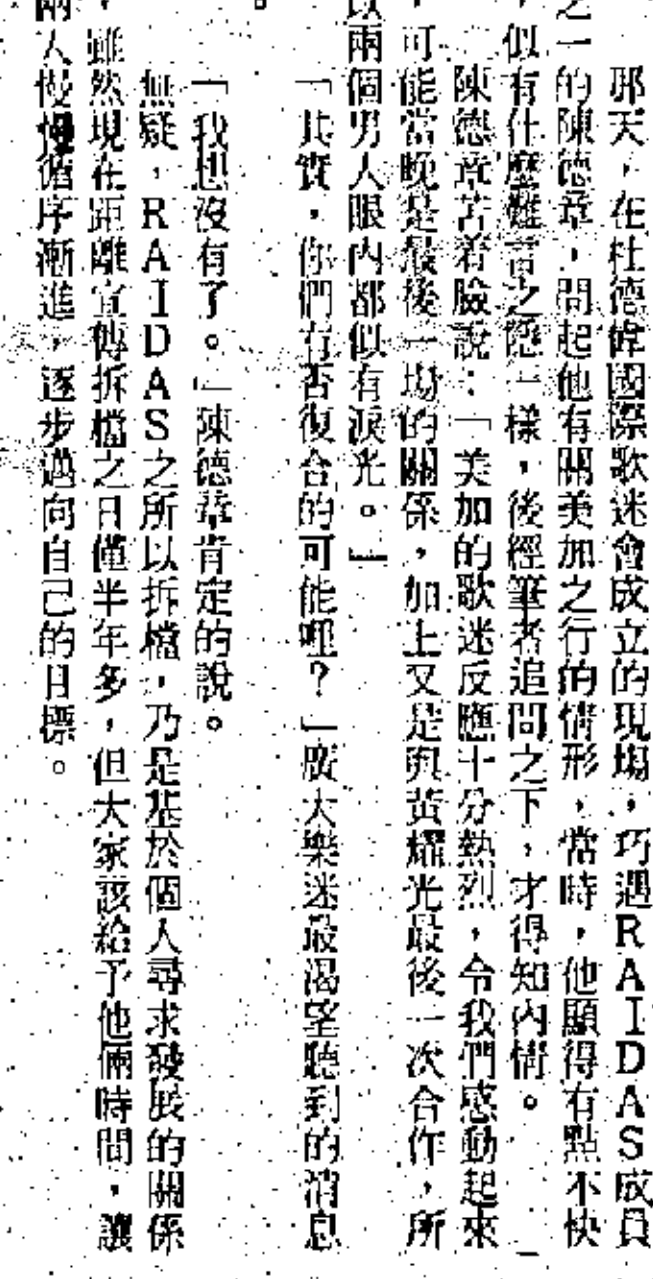 那天，在杜德偉國際歌迷會成立的現場，巧遇RAIDAS成員
之一的陳德章，問起他有關美加之行的情形，當時，他顯得有點不快
，似有什麼難言之隱一樣，後經筆者追問之下，才得知內情。
陳德章苦着臉說：「美加的歌迷反應十分熱烈，令我們感動起來
，可能當晚是最後一場的關係，加上又是與黃耀光最後一次合作，所
以兩個男人眼內都似有淚光。」
「其實，你們有否復合的可能哩？」廣大樂迷最渴望聽到的消息
。
「我想沒有了。」陳德章肯定的說。
無疑，RAIDAS之所以拆檔，乃是基於個人尋求發展的關係
，雖然現在距離宣傳拆檔之日僅半年多，但大家該給予他倆時間，讓
兩人慢慢循序漸進，逐步邁向自己的目標。